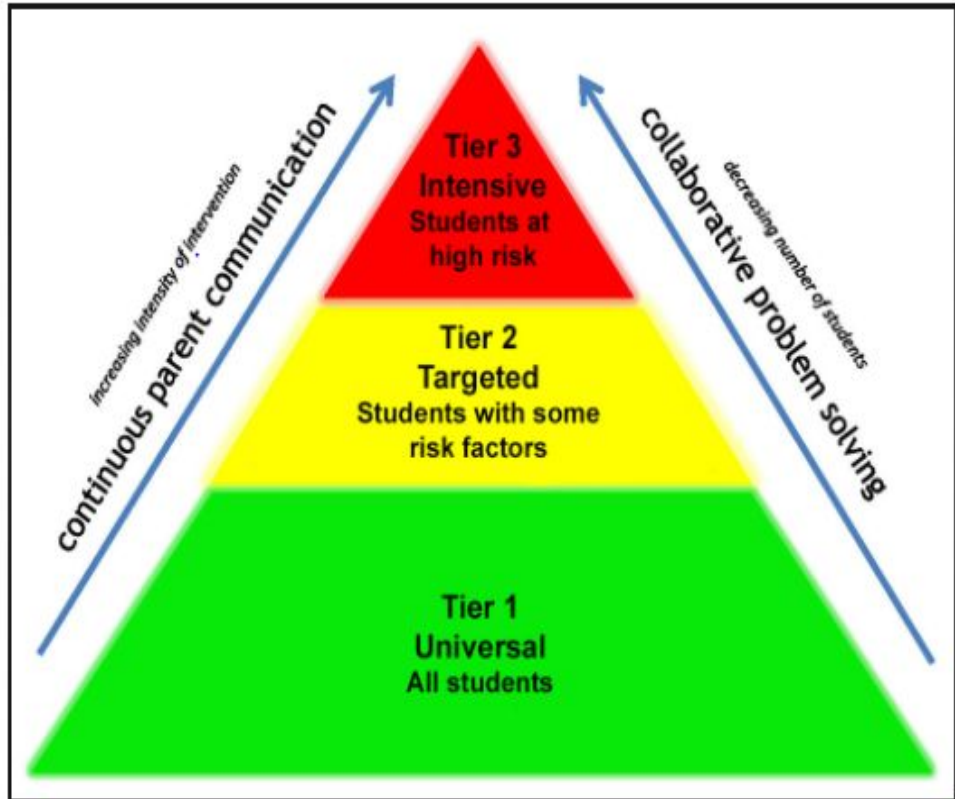 Tier 3
Intensive
Students at
high risk
Tier 2
Targeted
Students with some
risk factors
Tier 1
Universal
All students
increasing intensity of intervention
continuous parent communication
collaborative problem solving
decreasing number of students